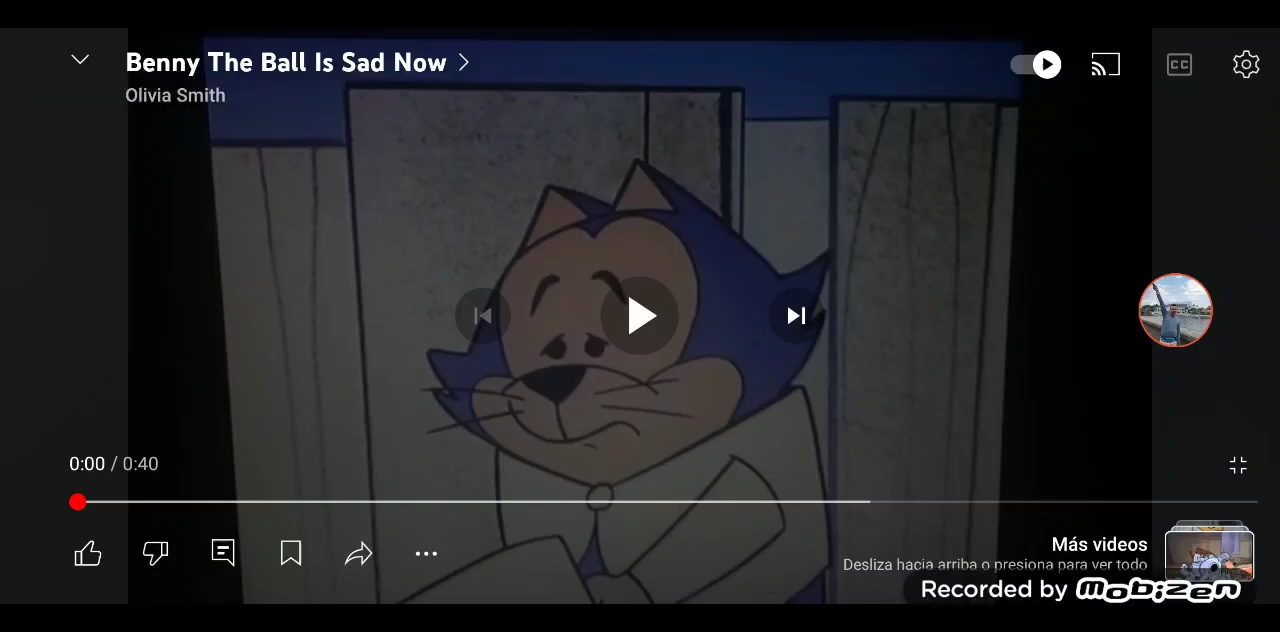 Benny The Ball Is Sad Now
Olivia Smith
CC
0:00 / 0:40
Más videos
Desliza hacia arriba o presiona para ver todo
Recorded by Mobizen